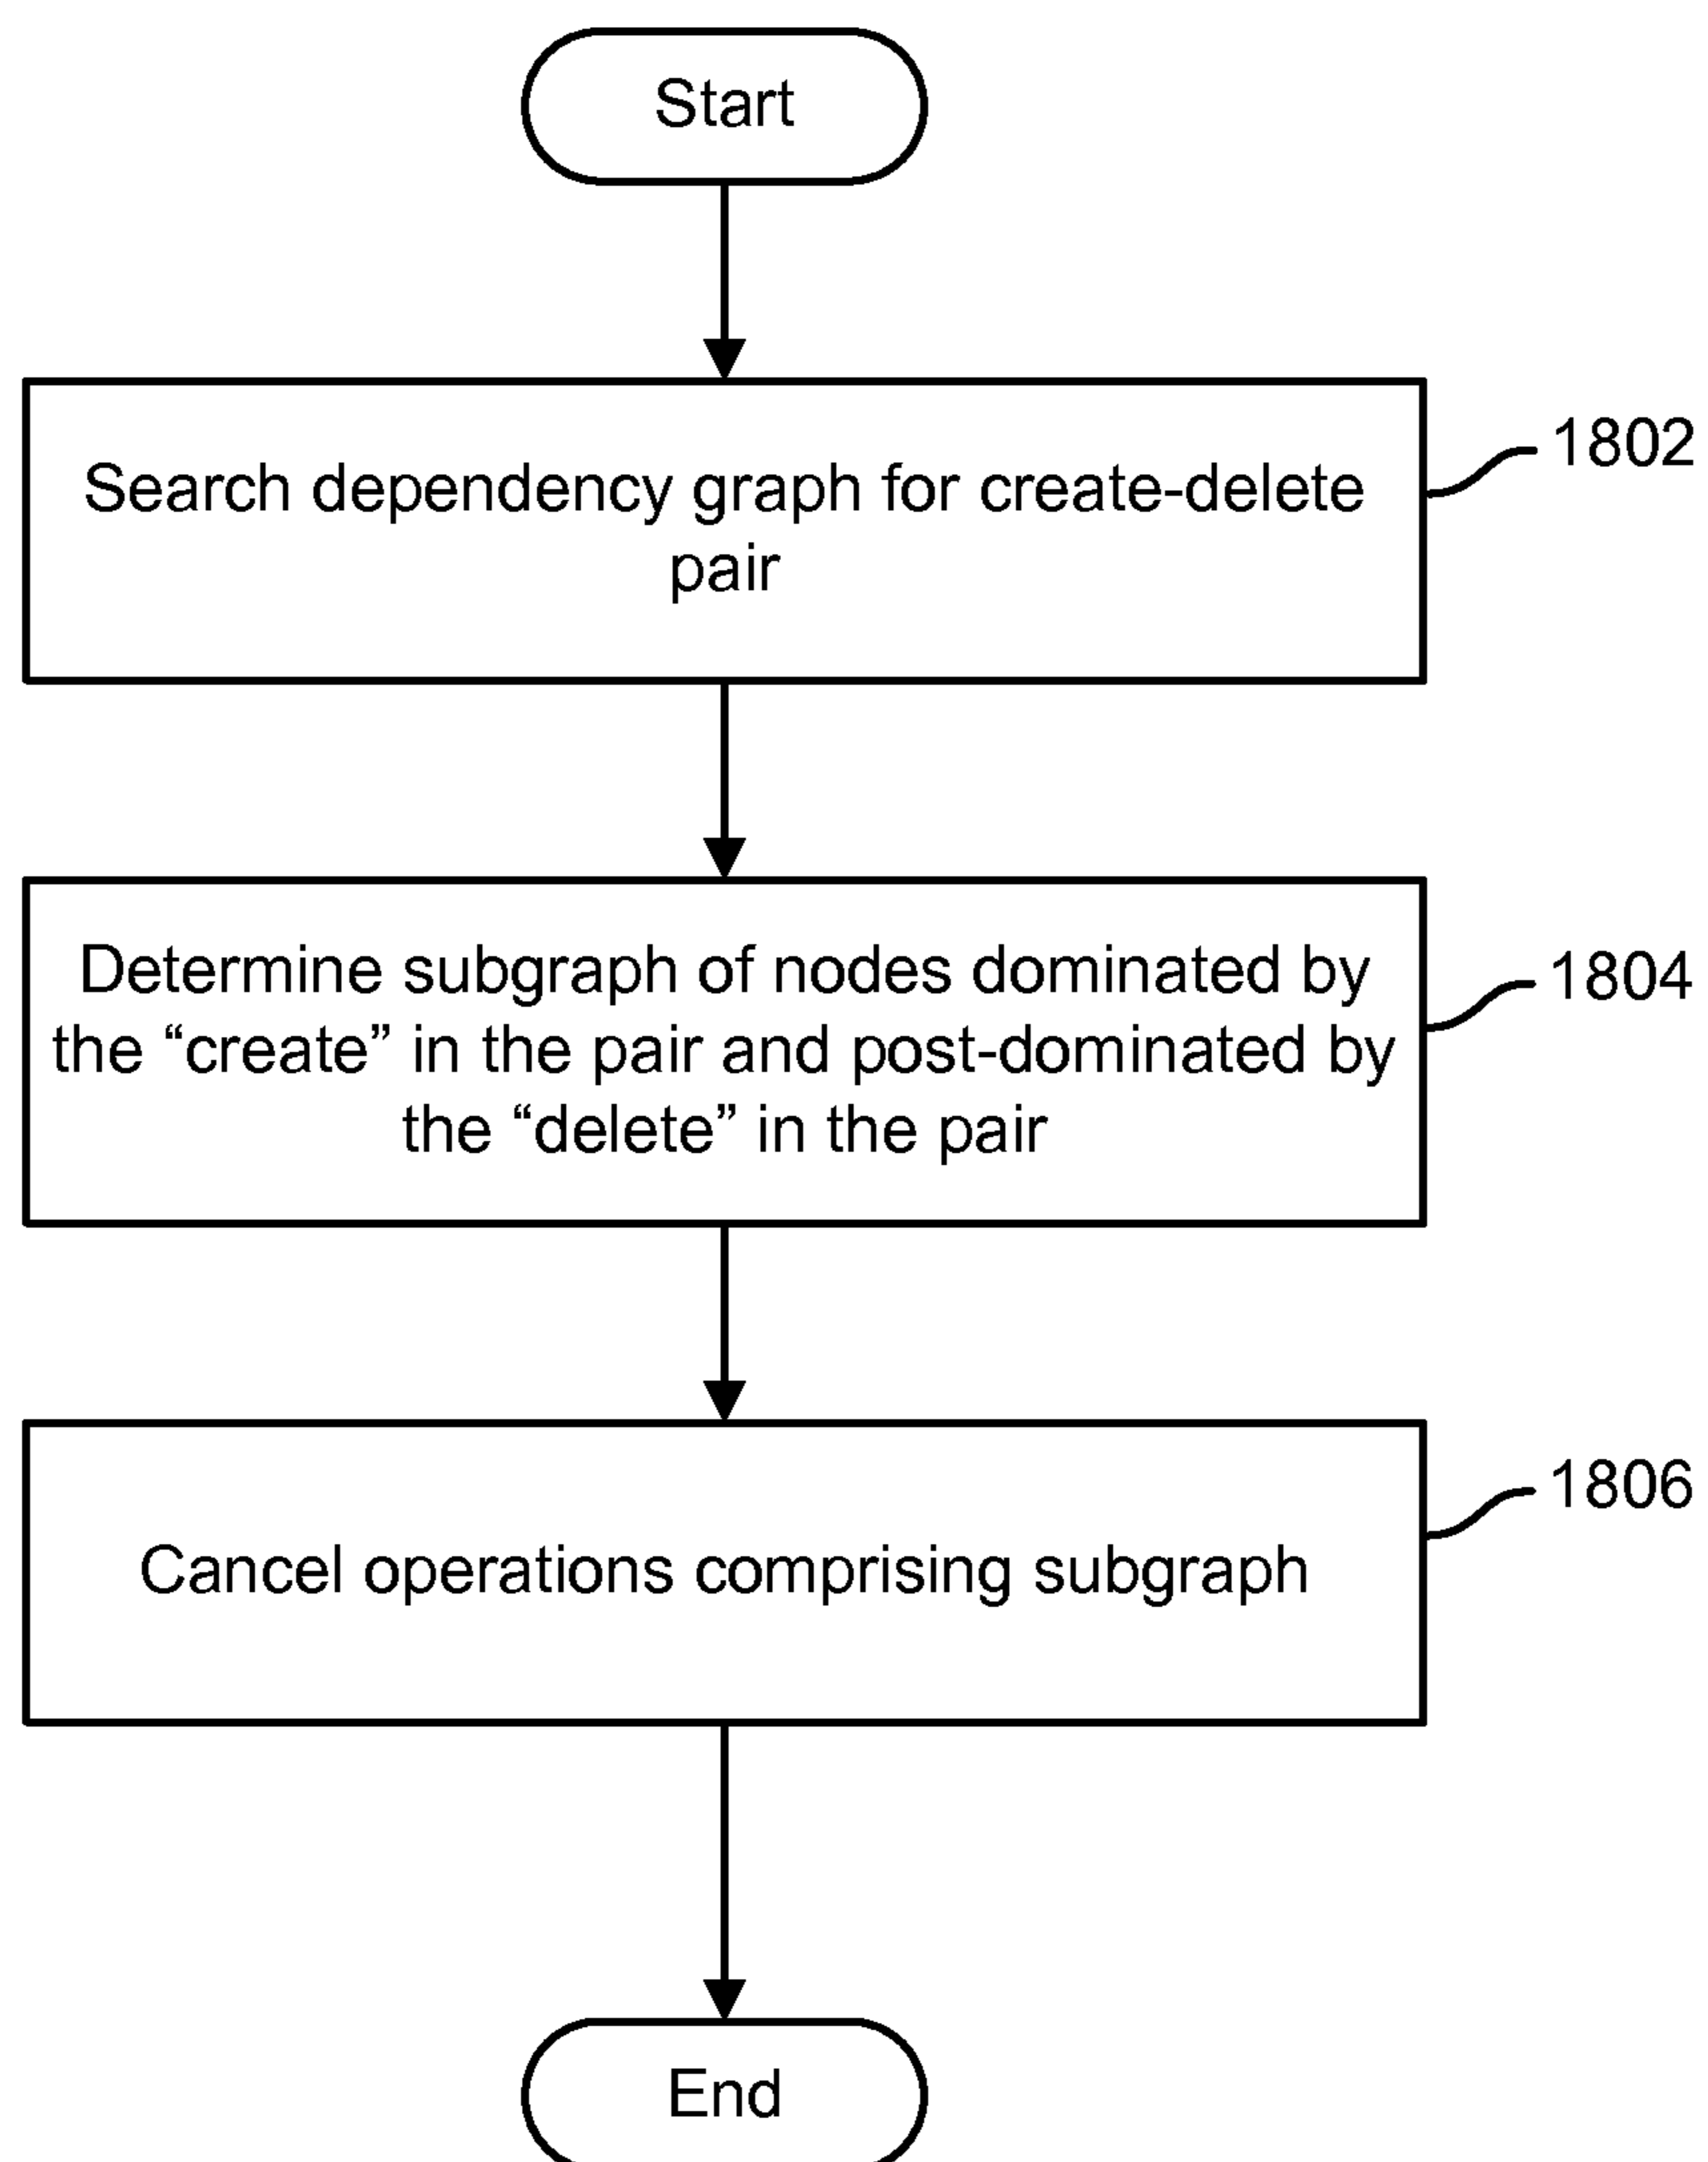 Start
Search dependency graph for create-delete
pair
1802
Determine subgraph of nodes dominated by
the “create” in the pair and post-dominated by
the “delete” in the pair
1804
Cancel operations comprising subgraph
1806
End